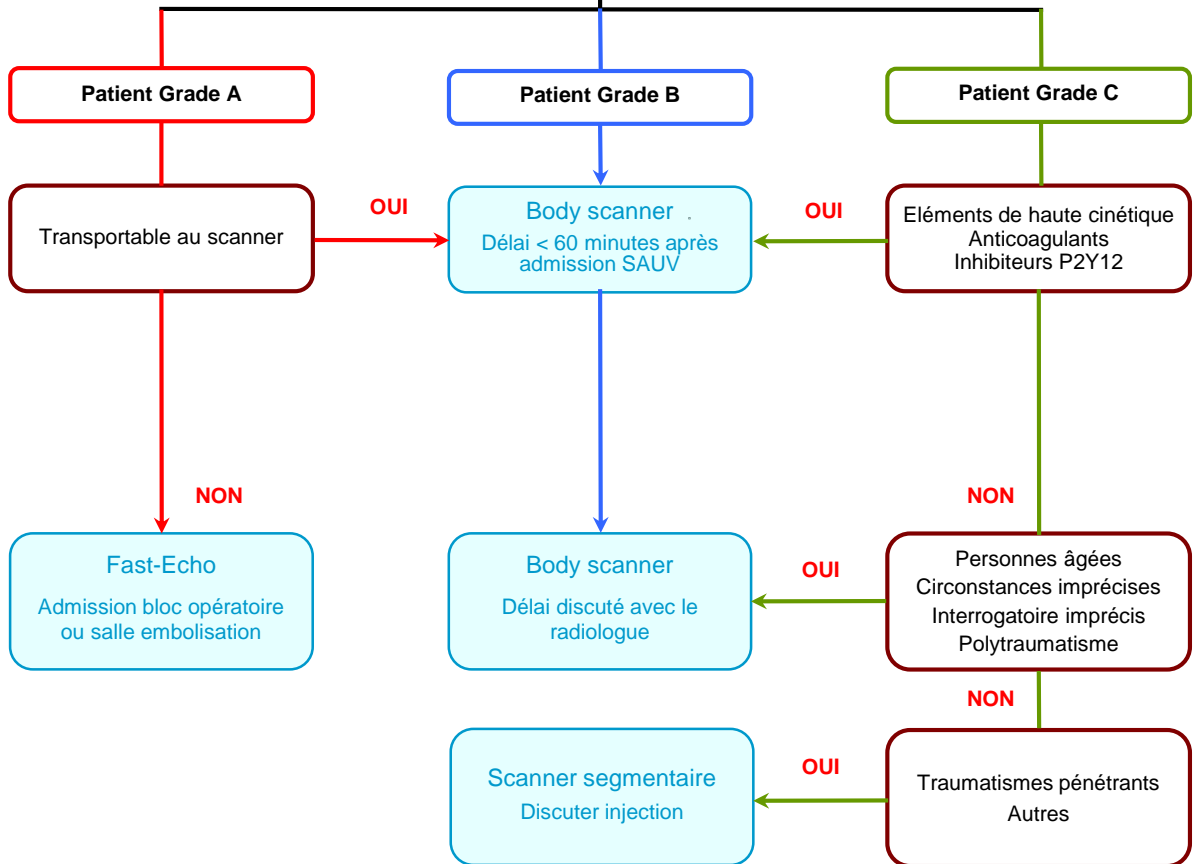 Patient Grade A
Patient Grade B
Patient Grade C
Transportable au scanner
OUI
Body scanner .
Délai < 60 minutes après
admission SAUV
OUI
Eléments de haute cinétique
Anticoagulants
Inhibiteurs P2Y12
NON
NON
Fast-Echo
Admission bloc opératoire
ou salle embolisation
Body scanner
Délai discuté avec le
radiologue
OUI
Personnes âgées
Circonstances imprécises
Interrogatoire imprécis
Polytraumatisme
NON
Scanner segmentaire
Discuter injection
OUI
Traumatismes pénétrants
Autres